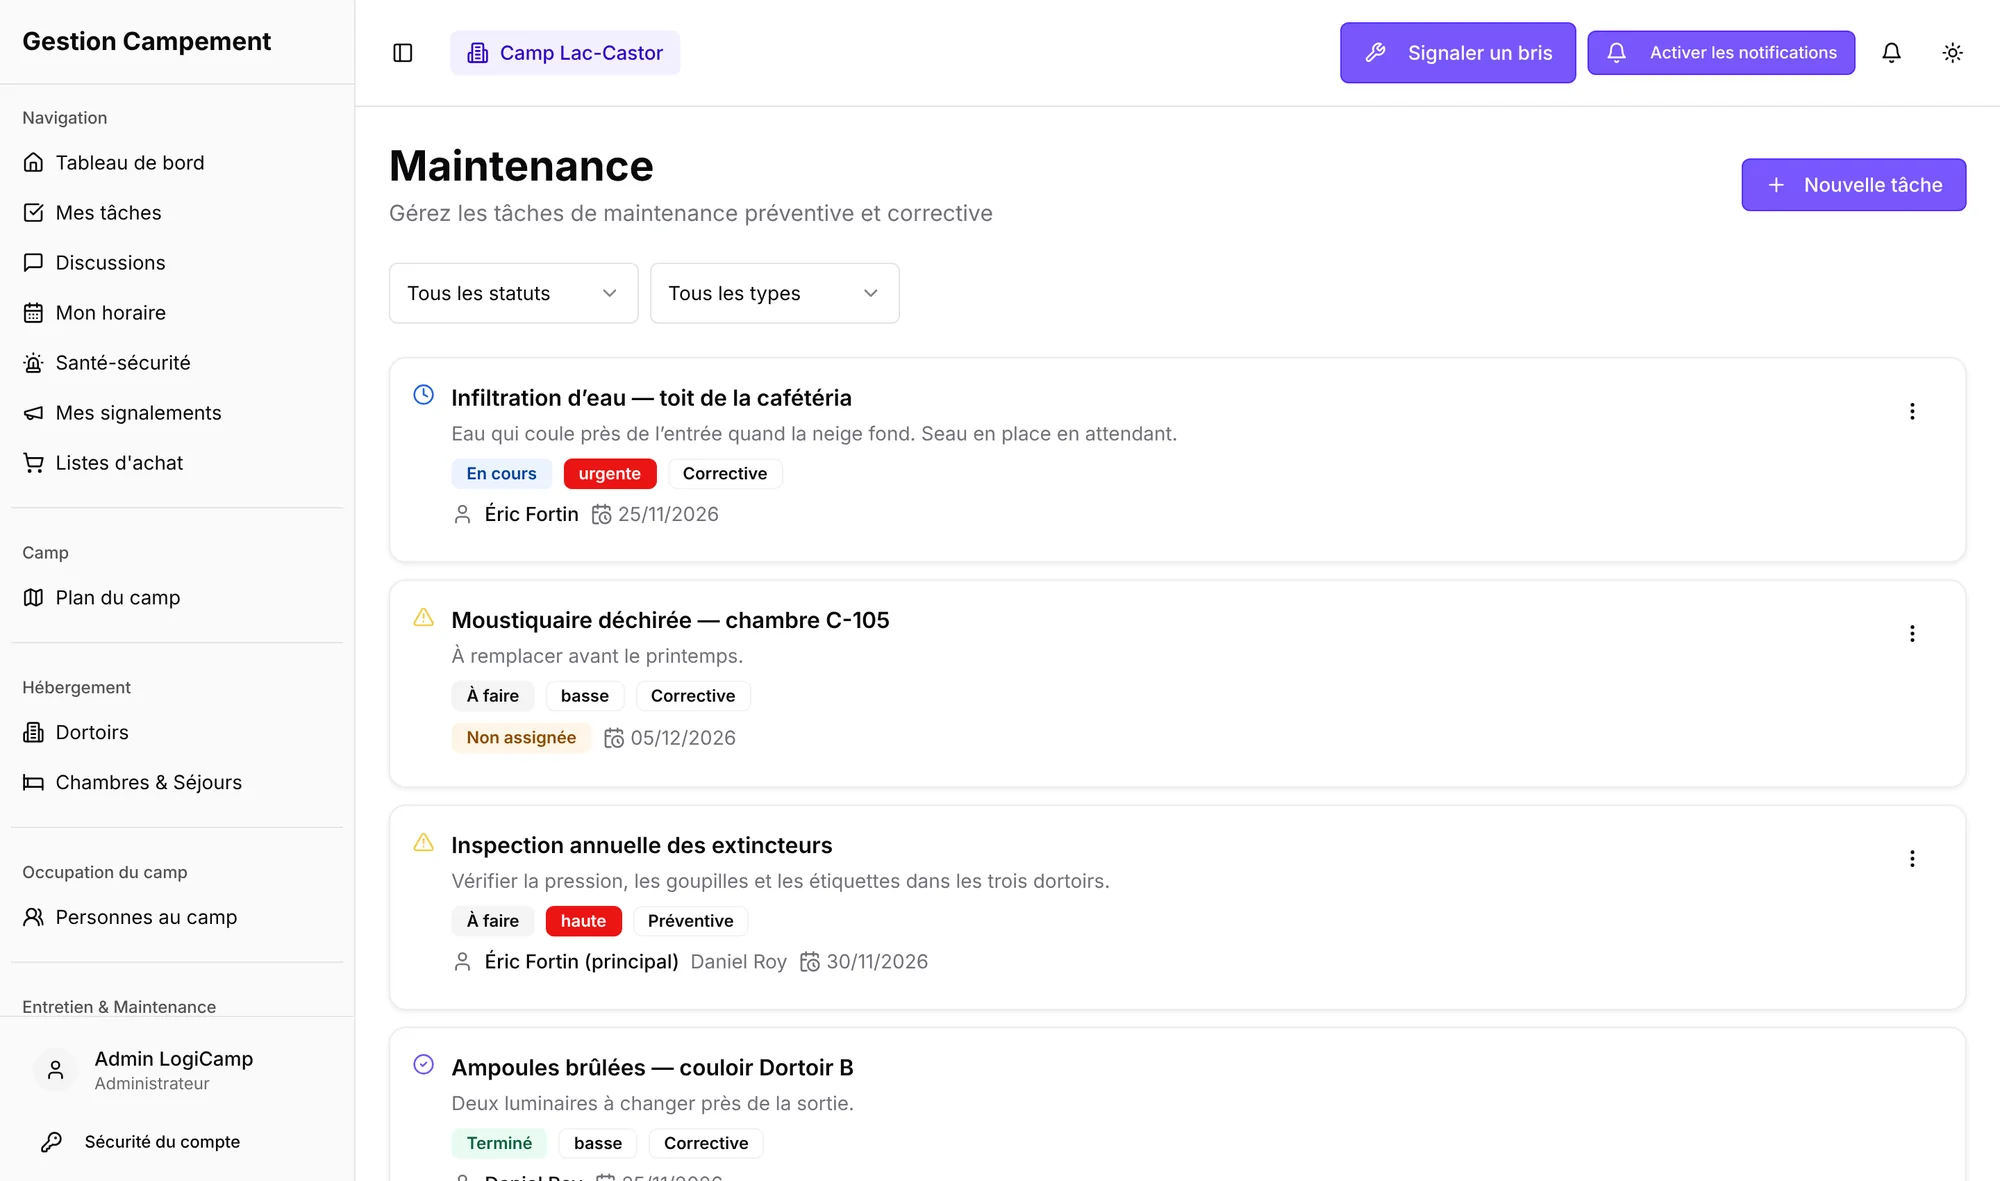 Gestion Campement
Navigation
Tableau de bord
Mes tâches
Discussions
Mon horaire
Santé-sécurité
Mes signalements
Listes d'achat
Camp
Plan du camp
Hébergement
Dortoirs
Chambres & Séjours
Occupation du camp
Personnes au camp
Entretien & Maintenance
Admin LogiCamp
Administrateur
Sécurité du compte
Camp Lac-Castor
Signaler un bris
Activer les notifications
Maintenance
Gérez les tâches de maintenance préventive et corrective
Nouvelle tâche
Tous les statuts
Tous les types
Infiltration d’eau — toit de la cafétéria
Eau qui coule près de l’entrée quand la neige fond. Seau en place en attendant.
En cours urgente Corrective
Éric Fortin 25/11/2026
Moustiquaire déchirée — chambre C-105
À remplacer avant le printemps.
À faire basse Corrective
Non assignée 05/12/2026
Inspection annuelle des extincteurs
Vérifier la pression, les goupilles et les étiquettes dans les trois dortoirs.
À faire haute Préventive
Éric Fortin (principal) Daniel Roy 30/11/2026
Ampoules brûlées — couloir Dortoir B
Deux luminaires à changer près de la sortie.
Terminé basse Corrective
Daniel Roy 25/11/2026